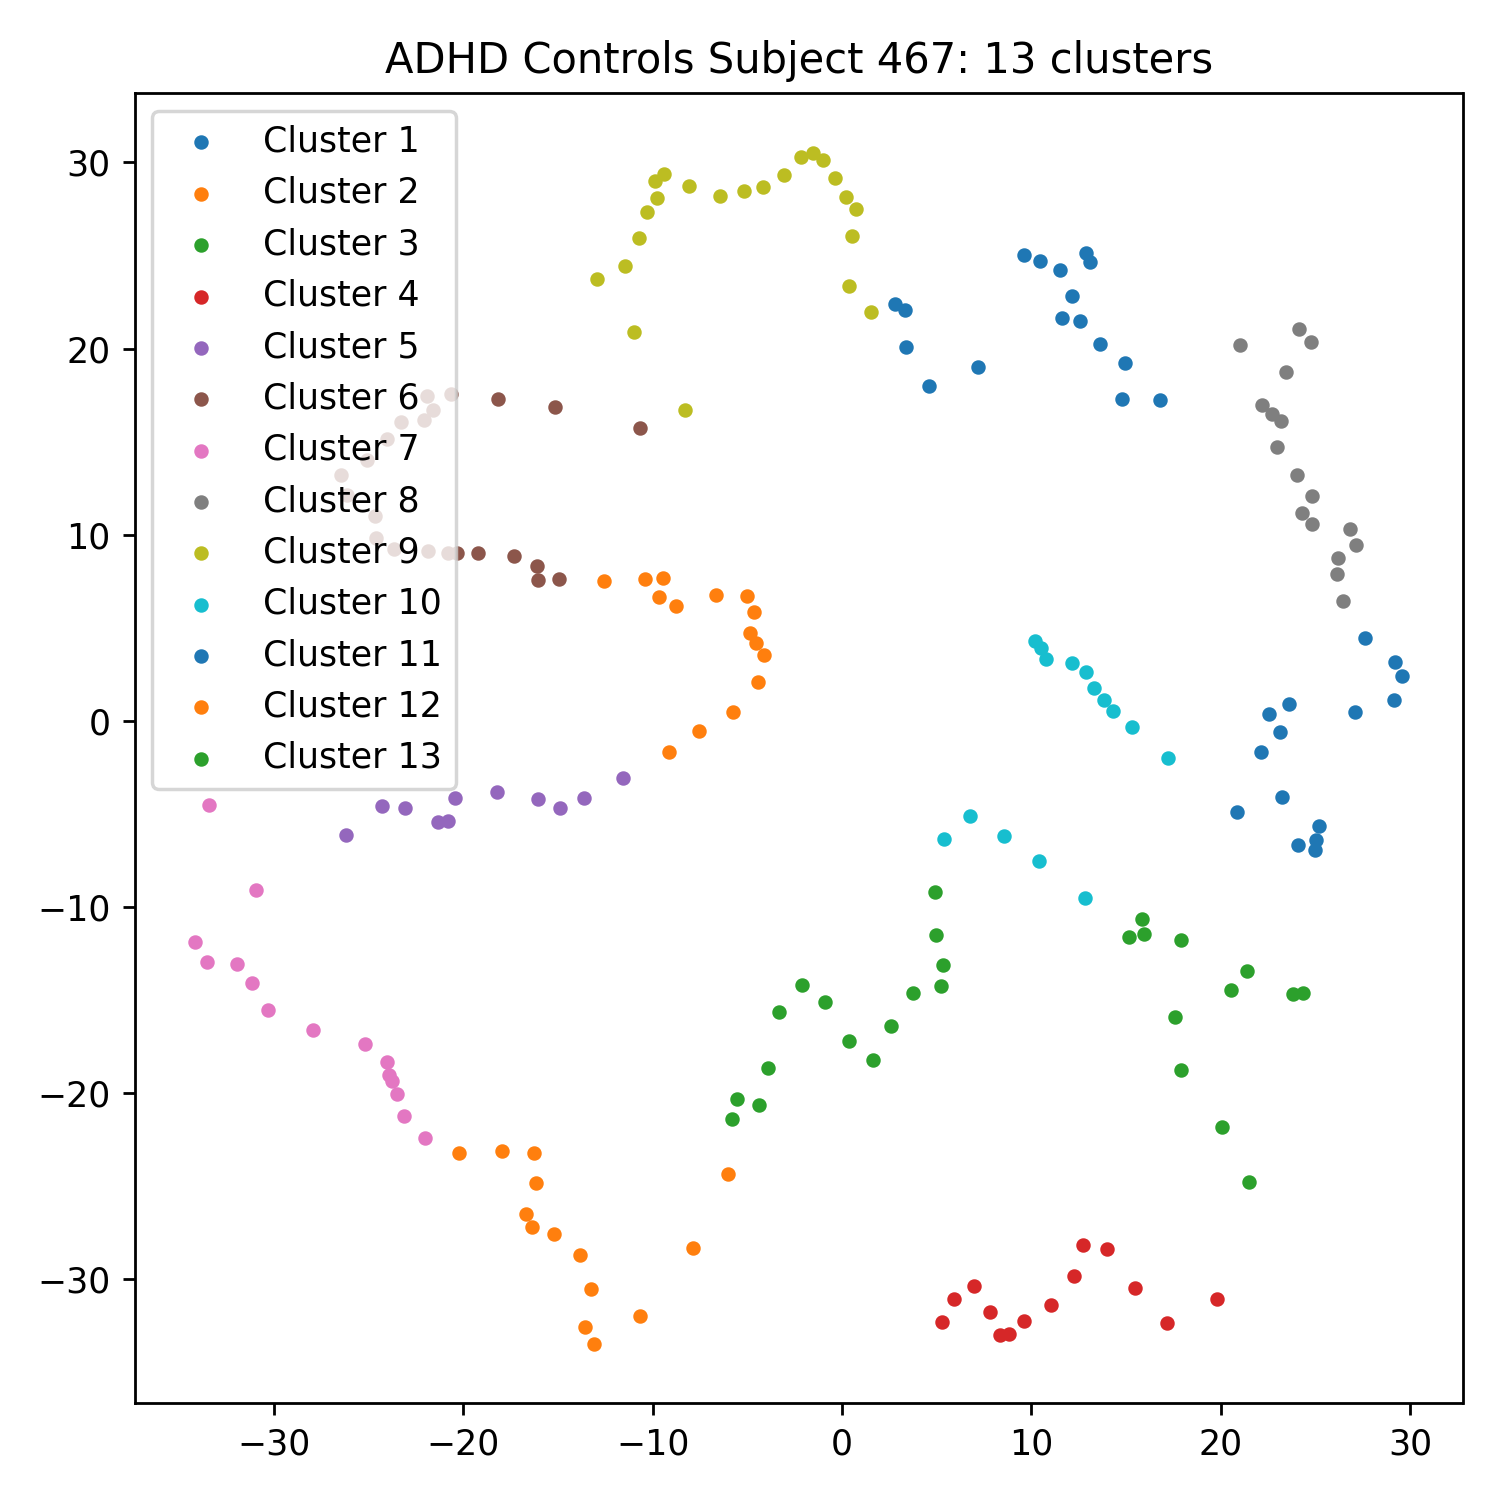 ADHD Controls Subject 467: 13 clusters
Cluster 1
Cluster 2
Cluster 3
Cluster 4
Cluster 5
Cluster 6
Cluster 7
Cluster 8
Cluster 9
Cluster 10
Cluster 11
Cluster 12
Cluster 13
30
20
10
0
−10
−20
−30
−30 −20 −10 0 10 20 30